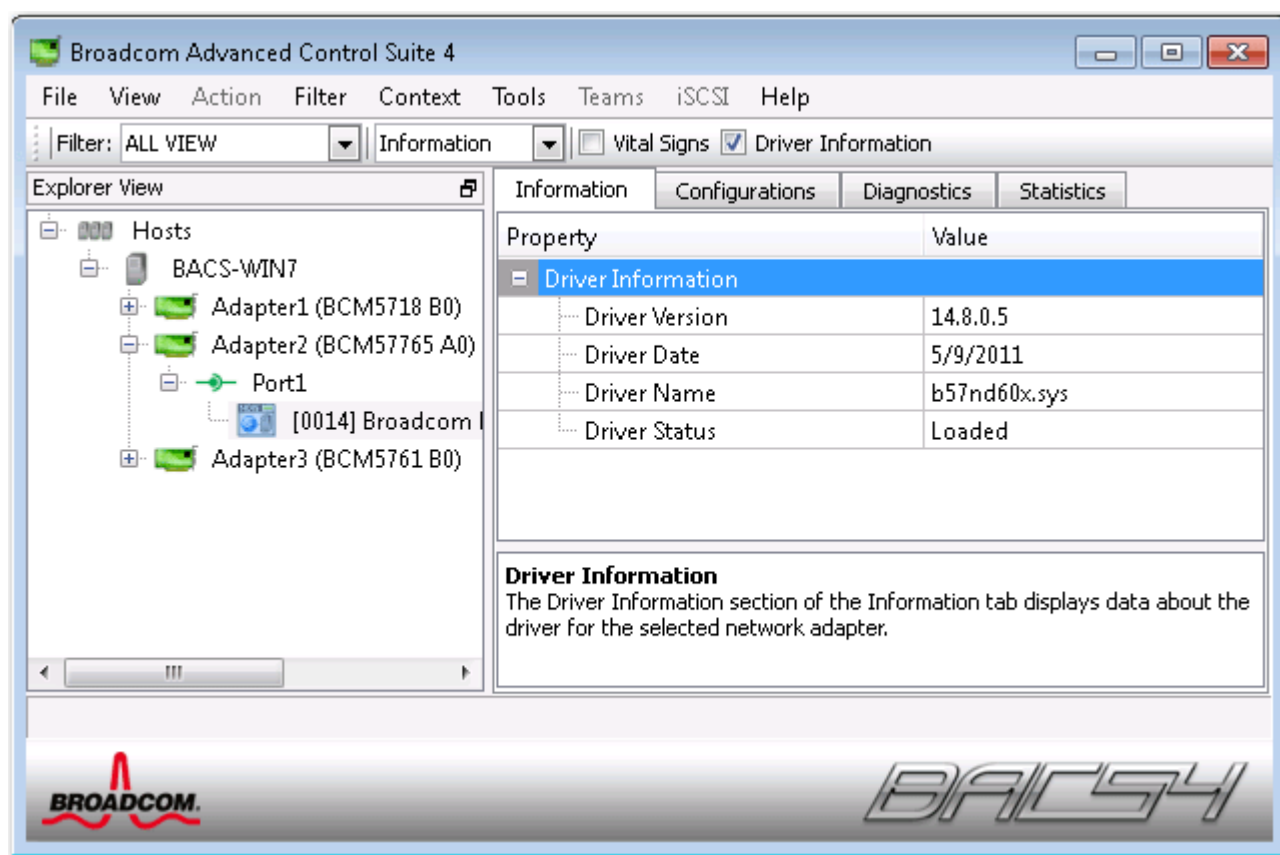 Broadcom Advanced Control Suite 4
File View Action Filter Context Tools Teams iSCSI Help
Filter: ALL VIEW Information Vital Signs Driver Information
Explorer View
Hosts
BACS-WIN7
Adapter1 (BCM5718 B0)
Adapter2 (BCM57765 A0)
Port1
[0014] Broadcom
Adapter3 (BCM5761 B0)
Information Configurations Diagnostics Statistics
Property Value
Driver Information
Driver Version 14.8.0.5
Driver Date 5/9/2011
Driver Name b57nd60x.sys
Driver Status Loaded
Driver Information
The Driver Information section of the Information tab displays data about the
driver for the selected network adapter.
BROADCOM.
BACS4